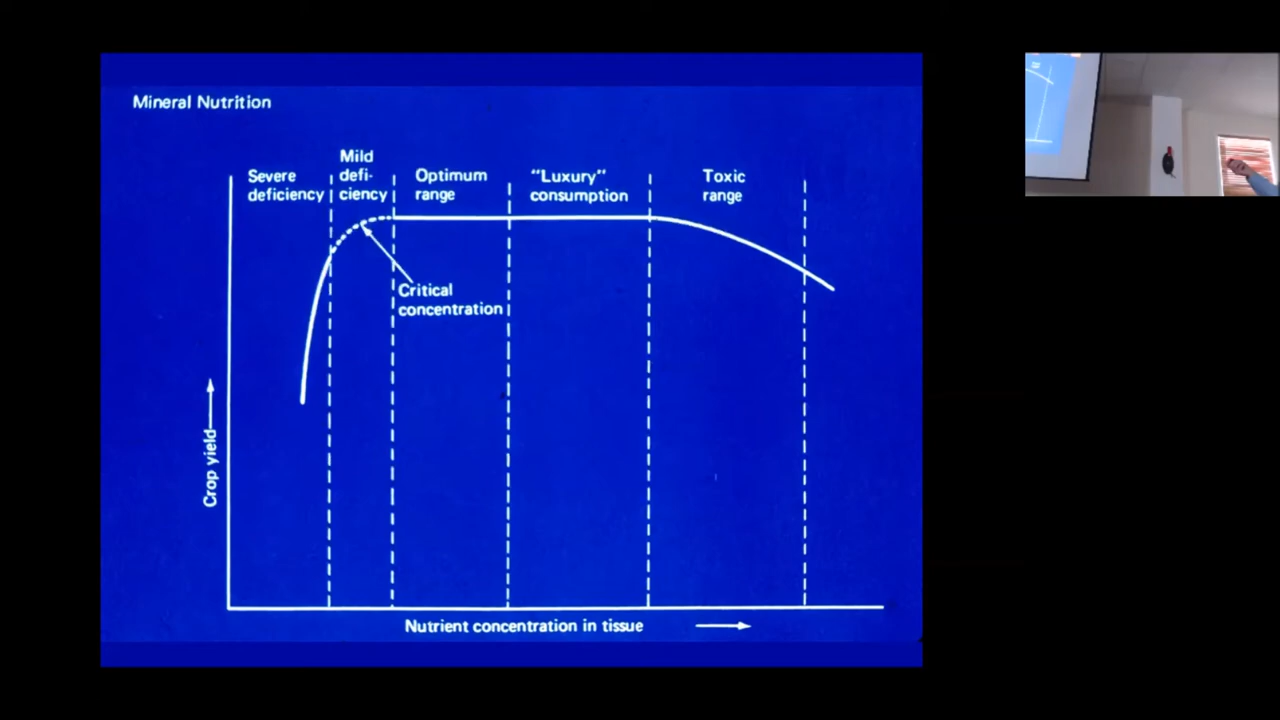 Mineral Nutrition
Severe
deficiency
Mild
defi-
ciency
Optimum
range
"Luxury"
consumption
Toxic
range
Critical
concentration
Crop yield
Nutrient concentration in tissue